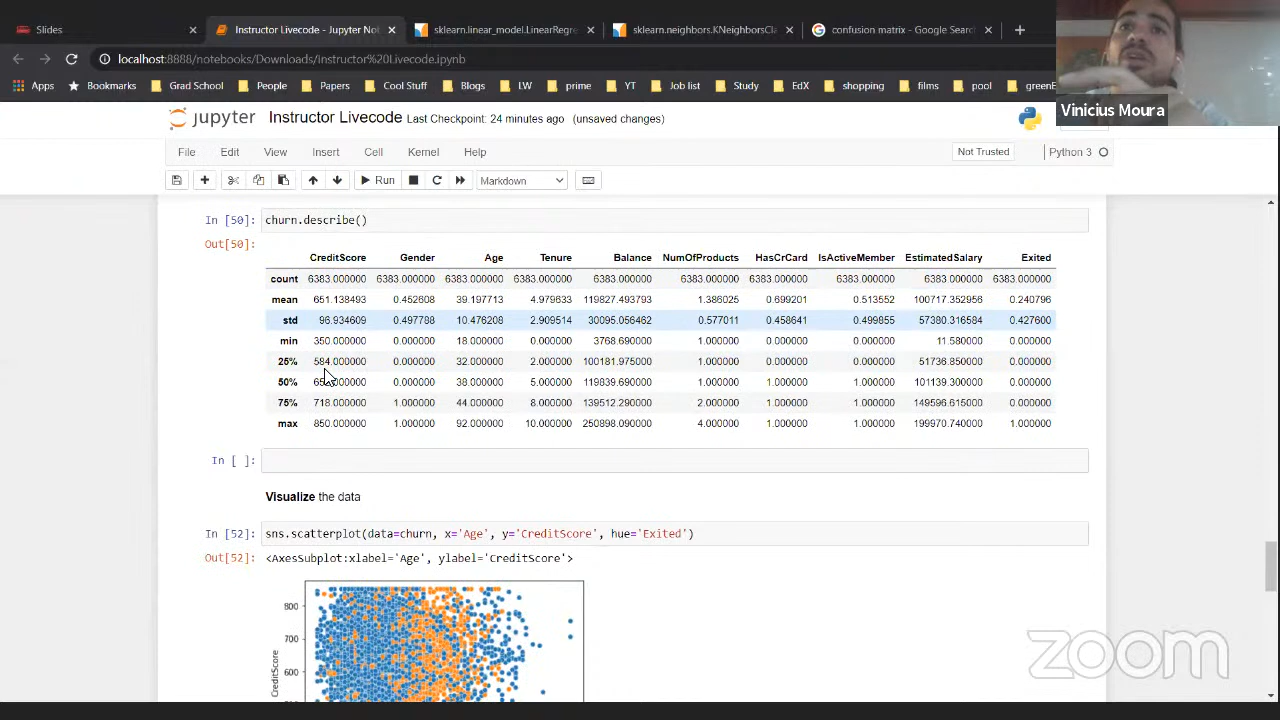 Slides
Instructor Livecode - Jupyter No
sklearn.linear_model.LinearRegre
sklearn.neighbors.KNeighborsCla
confusion matrix - Google Search
localhost:8888/notebooks/Downloads/Instructor%20Livecode.ipynb
Apps Bookmarks Grad School People Papers Cool Stuff Blogs LW prime YT Job list Study EdX shopping films pool greenE
Vinicius Moura
jupyter Instructor Livecode Last Checkpoint: 24 minutes ago (unsaved changes)
File Edit View Insert Cell Kernel Help Not Trusted Python 3
Run Markdown
In [50]: churn.describe()
Out[50]:
CreditScore Gender Age Tenure Balance NumOfProducts HasCrCard IsActiveMember EstimatedSalary Exited
count 6383.000000 6383.000000 6383.000000 6383.000000 6383.000000 6383.000000 6383.000000 6383.000000 6383.000000 6383.000000
mean 651.138493 0.452608 39.197713 4.979633 119827.493793 1.386025 0.699201 0.513552 100717.352956 0.240796
std 96.934609 0.497788 10.476208 2.909514 30095.056462 0.577011 0.458641 0.499855 57380.316584 0.427600
min 350.000000 0.000000 18.000000 0.000000 3768.690000 1.000000 0.000000 0.000000 11.580000 0.000000
25% 584.000000 0.000000 32.000000 2.000000 100181.975000 1.000000 0.000000 0.000000 51736.850000 0.000000
50% 0.000000 38.000000 5.000000 119839.690000 1.000000 1.000000 1.000000 101139.300000 0.000000
75% 718.000000 1.000000 44.000000 8.000000 139512.290000 2.000000 1.000000 1.000000 149596.615000 0.000000
max 850.000000 1.000000 92.000000 10.000000 250898.090000 4.000000 1.000000 1.000000 199970.740000 1.000000
In [ ]:
Visualize the data
In [52]: sns.scatterplot(data=churn, x='Age', y='CreditScore', hue='Exited')
Out[52]: <AxesSubplot:xlabel='Age', ylabel='CreditScore'>
800
700
600
CreditScore
zoom